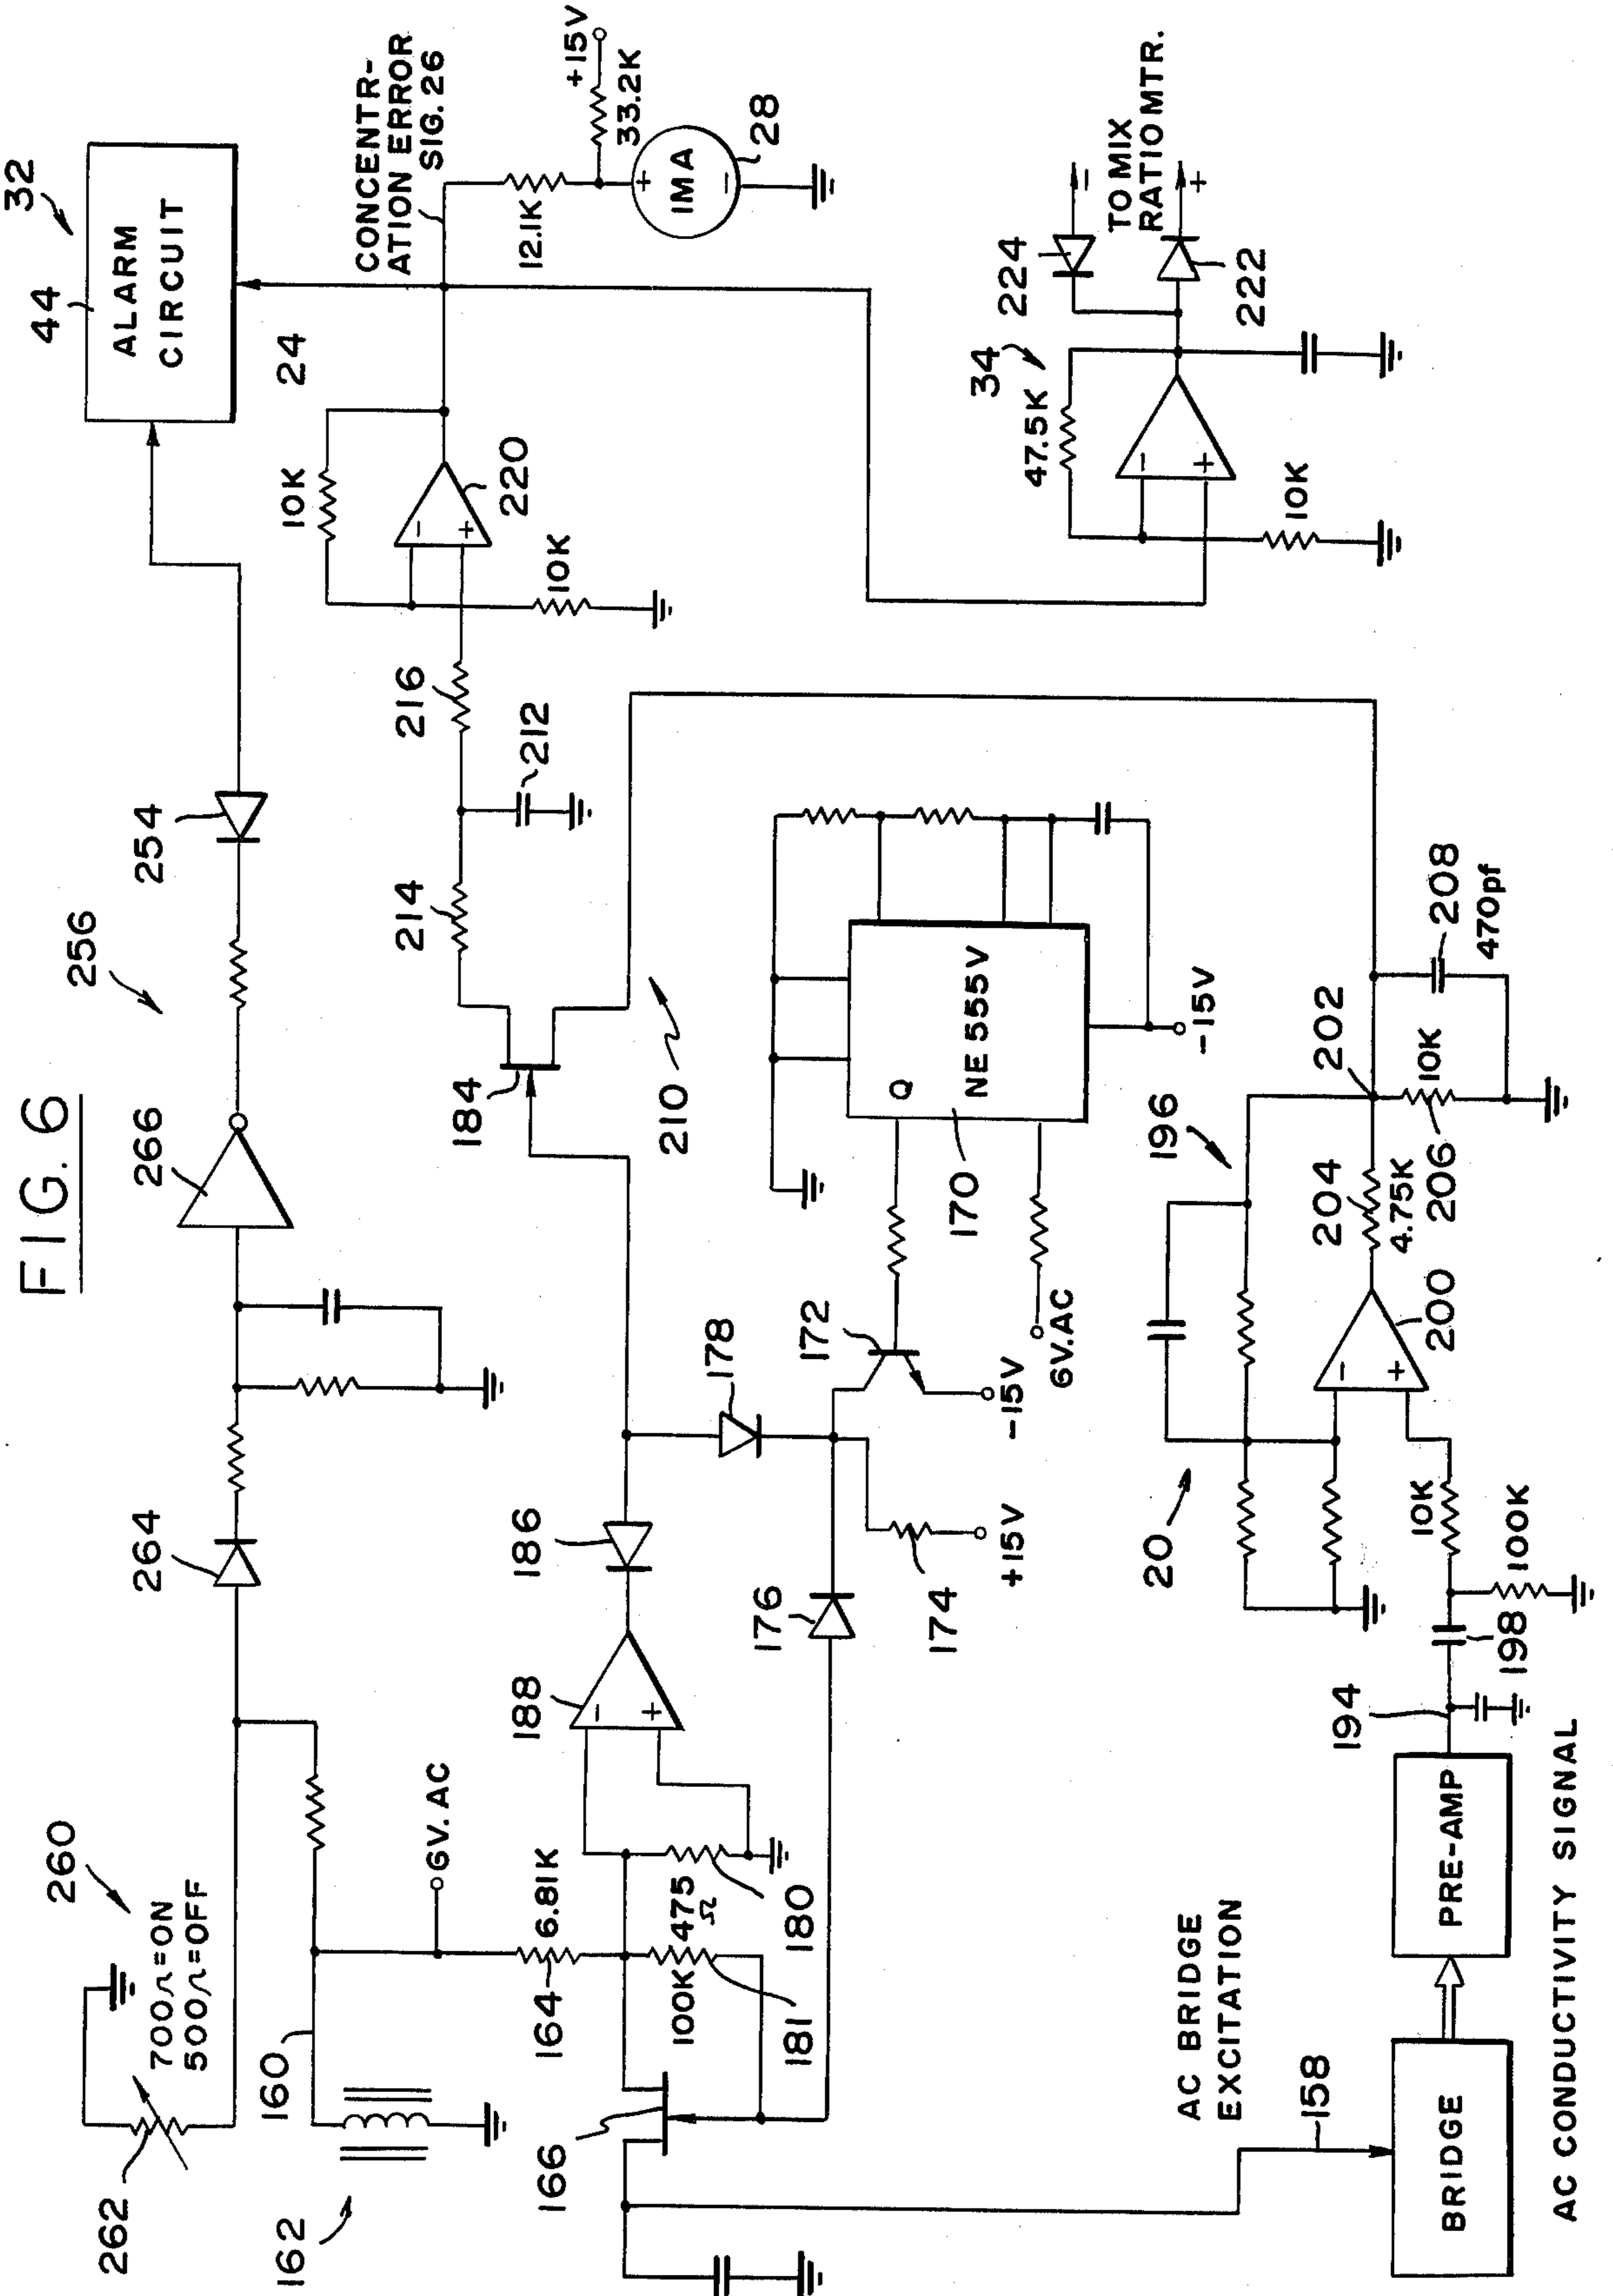 FIG. 6
32
44
ALARM
CIRCUIT
24
CONCENTR-
ATION ERROR
SIG. 26
+15V
33.2K
12.1K
+
IMA
-
28
256
254
266
264
260
700Ω=ON
500Ω=OFF
262
160
162
10K
-
+
220
10K
216
212
214
184
210
TO MIX
RATIO MTR.
-
+
224
222
34
47.5K
-
+
10K
6V. AC
164
6.81K
475
Ω
180
100K
181
166
188
-
+
186
178
176
174
+15V
172
-15V
6V.AC
Q
NE 555V
170
-15V
196
202
10K
208
470pf
204
4.75K
206
200
-
+
20
10K
100K
198
194
AC BRIDGE
EXCITATION
158
BRIDGE
PRE-AMP
AC CONDUCTIVITY SIGNAL